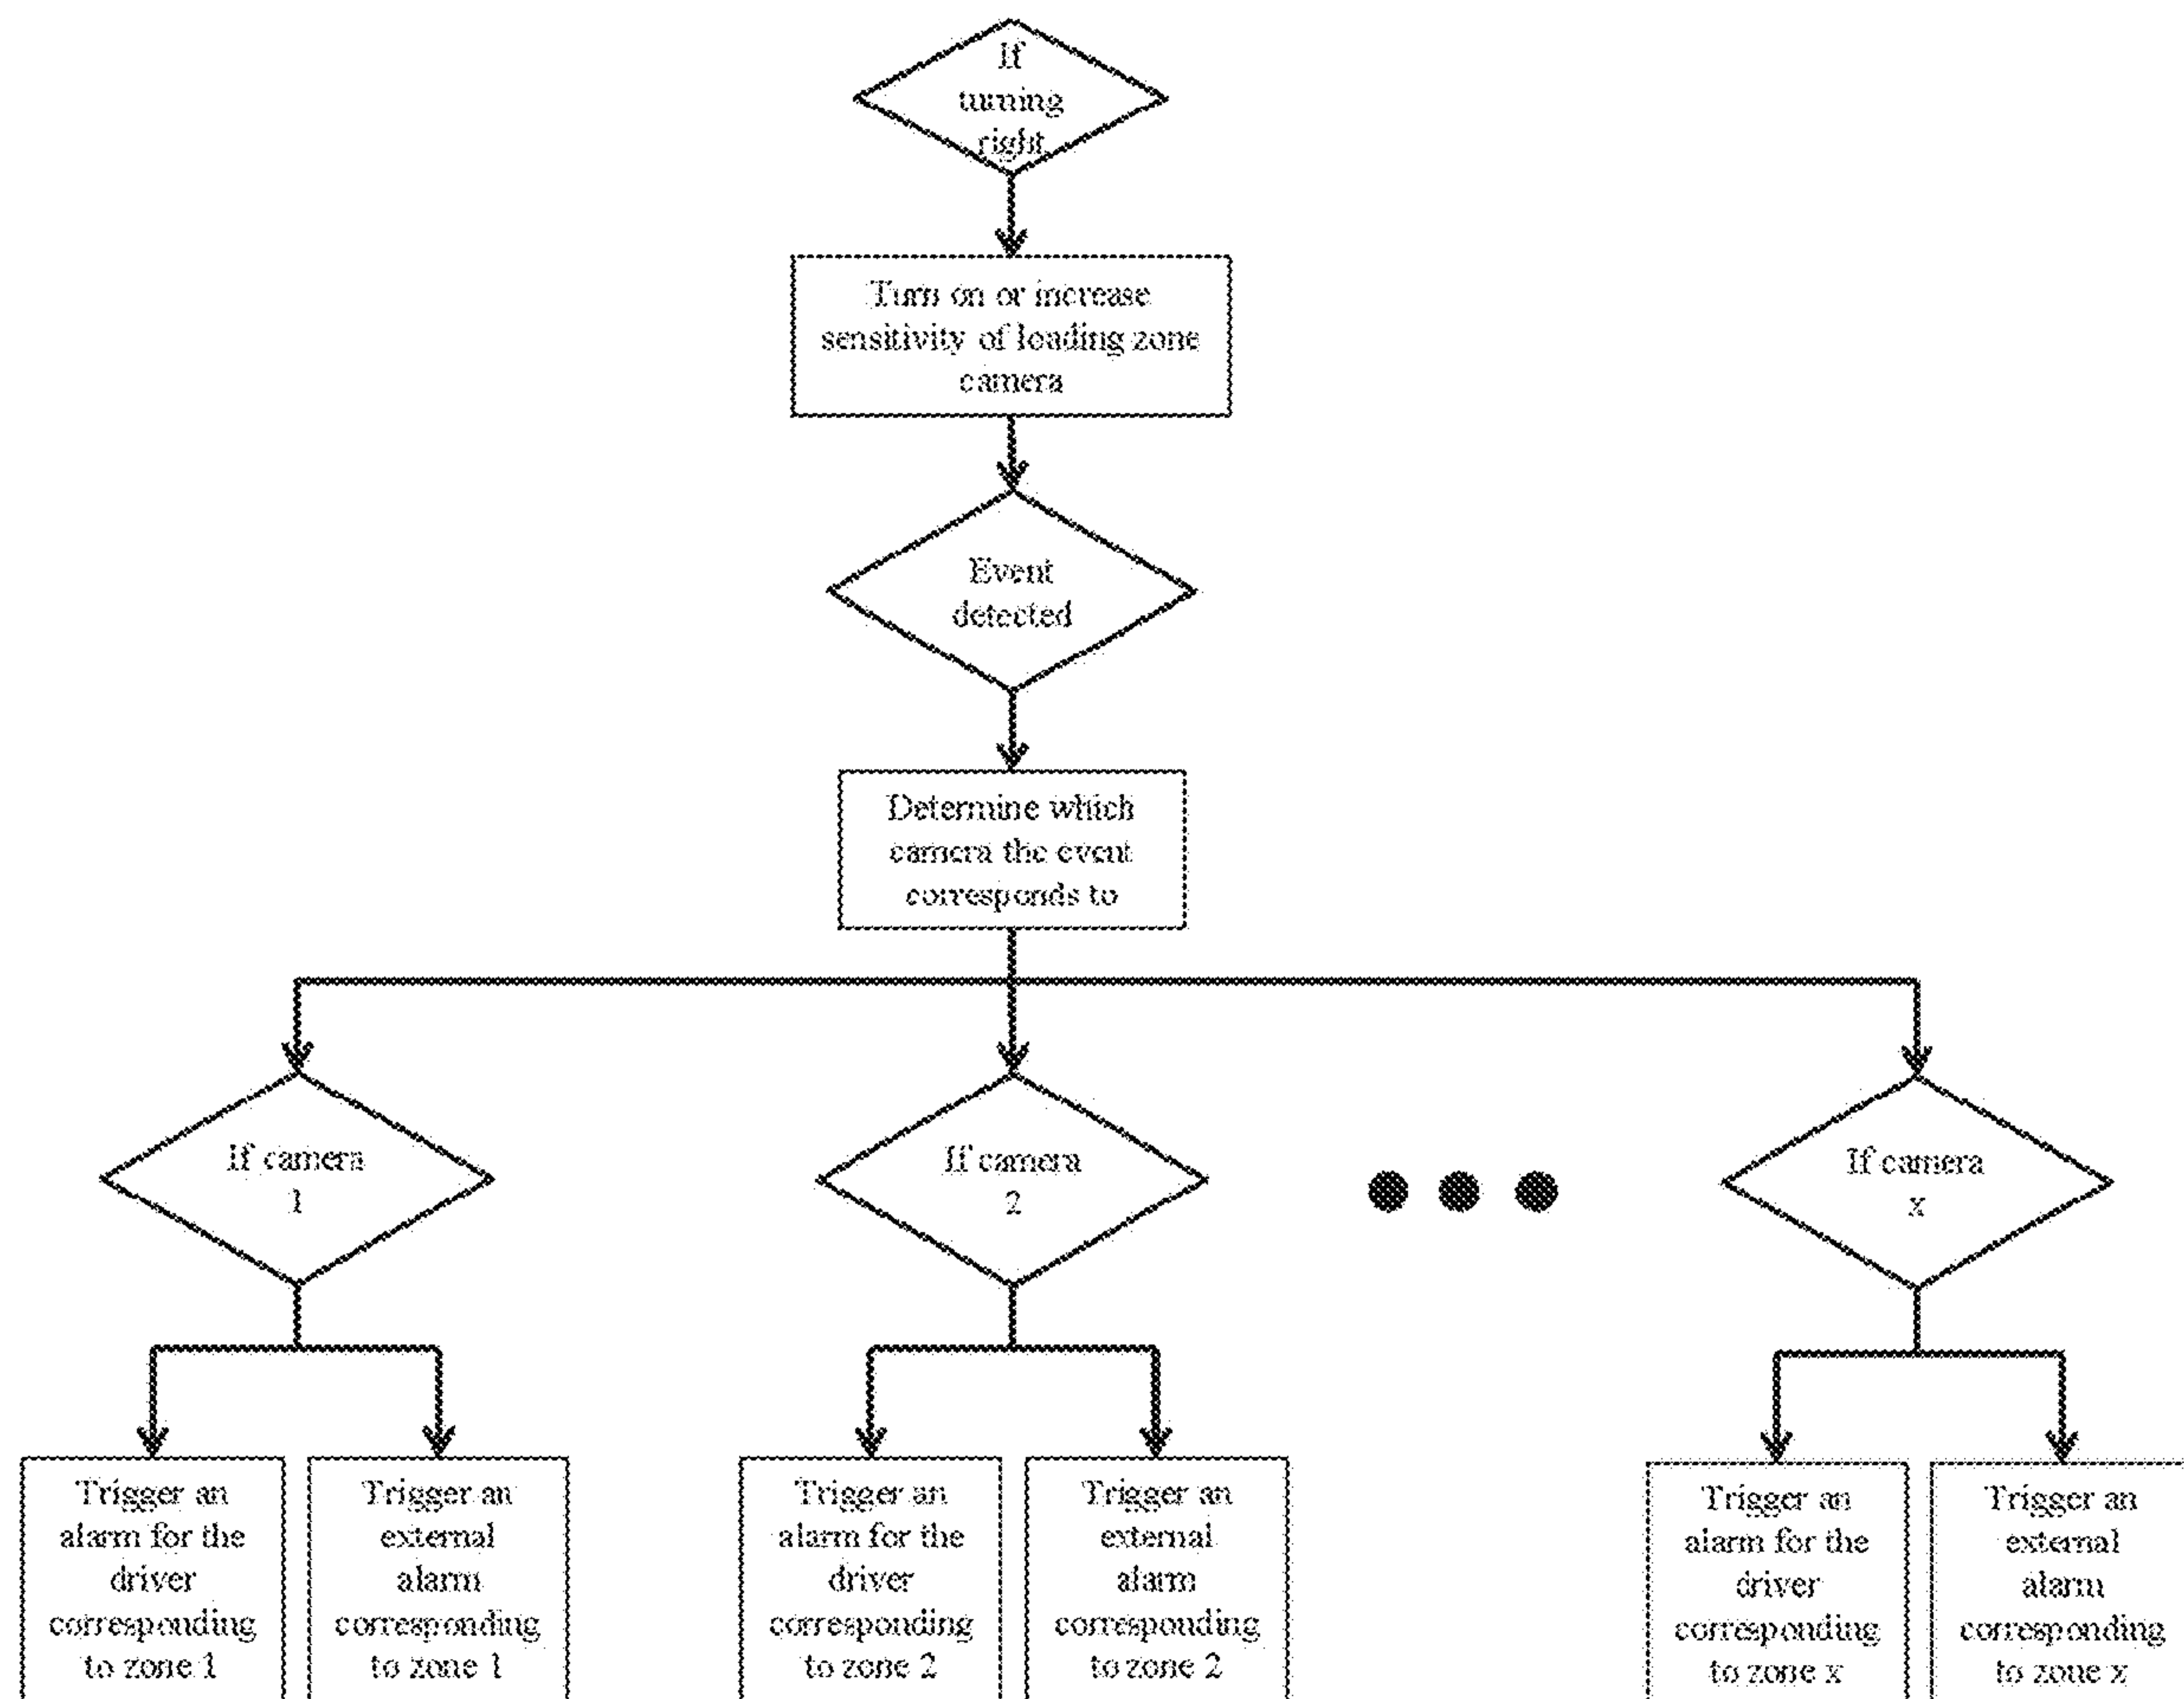 If
turning
right
Turn on or increase
sensitivity of loading zone
camera
Event
detected
Determine which
camera the event
corresponds to
If camera
1
If camera
2
If camera
x
Trigger an
alarm for the
driver
corresponding
to zone 1
Trigger an
external
alarm
corresponding
to zone 1
Trigger an
alarm for the
driver
corresponding
to zone 2
Trigger an
external
alarm
corresponding
to zone 2
Trigger an
alarm for the
driver
corresponding
to zone x
Trigger an
external
alarm
corresponding
to zone x